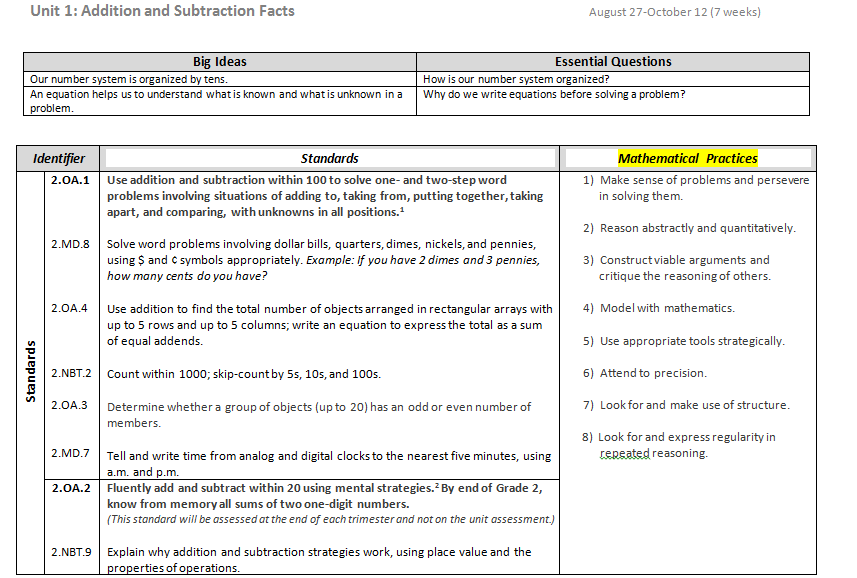 Unit 1: Addition and Subtraction Facts
August 27-October 12 (7 weeks)
Big Ideas
Essential Questions
Our number system is organized by tens.
How is our number system organized?
An equation helps us to understand what is known and what is unknown in a
problem.
Why do we write equations before solving a problem?
Identifier
Standards
Mathematical Practices
Standards
2.OA.1
Use addition and subtraction within 100 to solve one- and two-step word
problems involving situations of adding to, taking from, putting together, taking
apart, and comparing, with unknowns in all positions.¹
2.MD.8
Solve word problems involving dollar bills, quarters, dimes, nickels, and pennies,
using $ and ¢ symbols appropriately. Example: If you have 2 dimes and 3 pennies,
how many cents do you have?
2.OA.4
Use addition to find the total number of objects arranged in rectangular arrays with
up to 5 rows and up to 5 columns; write an equation to express the total as a sum
of equal addends.
2.NBT.2
Count within 1000; skip-count by 5s, 10s, and 100s.
2.OA.3
Determine whether a group of objects (up to 20) has an odd or even number of
members.
2.MD.7
Tell and write time from analog and digital clocks to the nearest five minutes, using
a.m. and p.m.
2.OA.2
Fluently add and subtract within 20 using mental strategies.² By end of Grade 2,
know from memory all sums of two one-digit numbers.
(This standard will be assessed at the end of each trimester and not on the unit assessment.)
2.NBT.9
Explain why addition and subtraction strategies work, using place value and the
properties of operations.
1) Make sense of problems and persevere
in solving them.
2) Reason abstractly and quantitatively.
3) Construct viable arguments and
critique the reasoning of others.
4) Model with mathematics.
5) Use appropriate tools strategically.
6) Attend to precision.
7) Look for and make use of structure.
8) Look for and express regularity in
repeated reasoning.